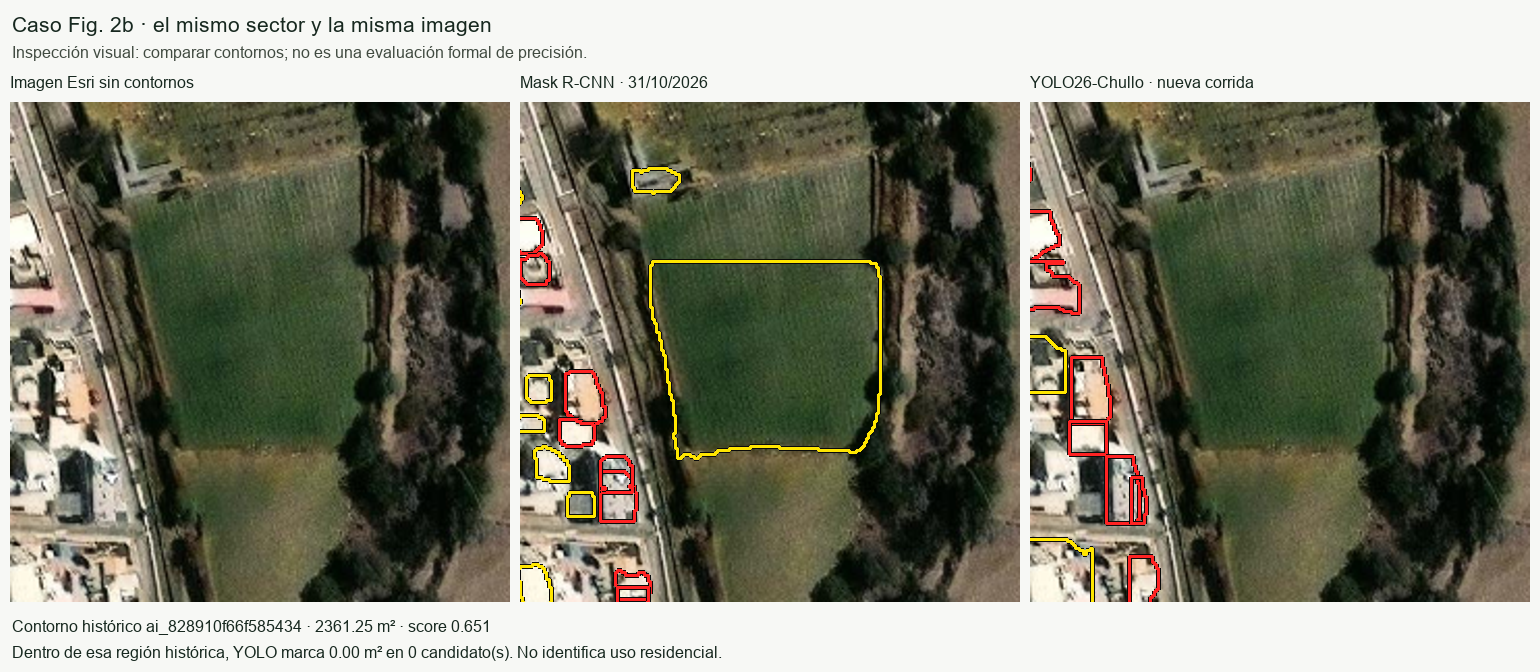 Caso Fig. 2b · el mismo sector y la misma imagen
Inspección visual: comparar contornos; no es una evaluación formal de precisión.
Imagen Esri sin contornos
Mask R-CNN · 31/10/2026
YOLO26-Chullo · nueva corrida
Contorno histórico ai_828910f66f585434 · 2361.25 m² · score 0.651
Dentro de esa región histórica, YOLO marca 0.00 m² en 0 candidato(s). No identifica uso residencial.